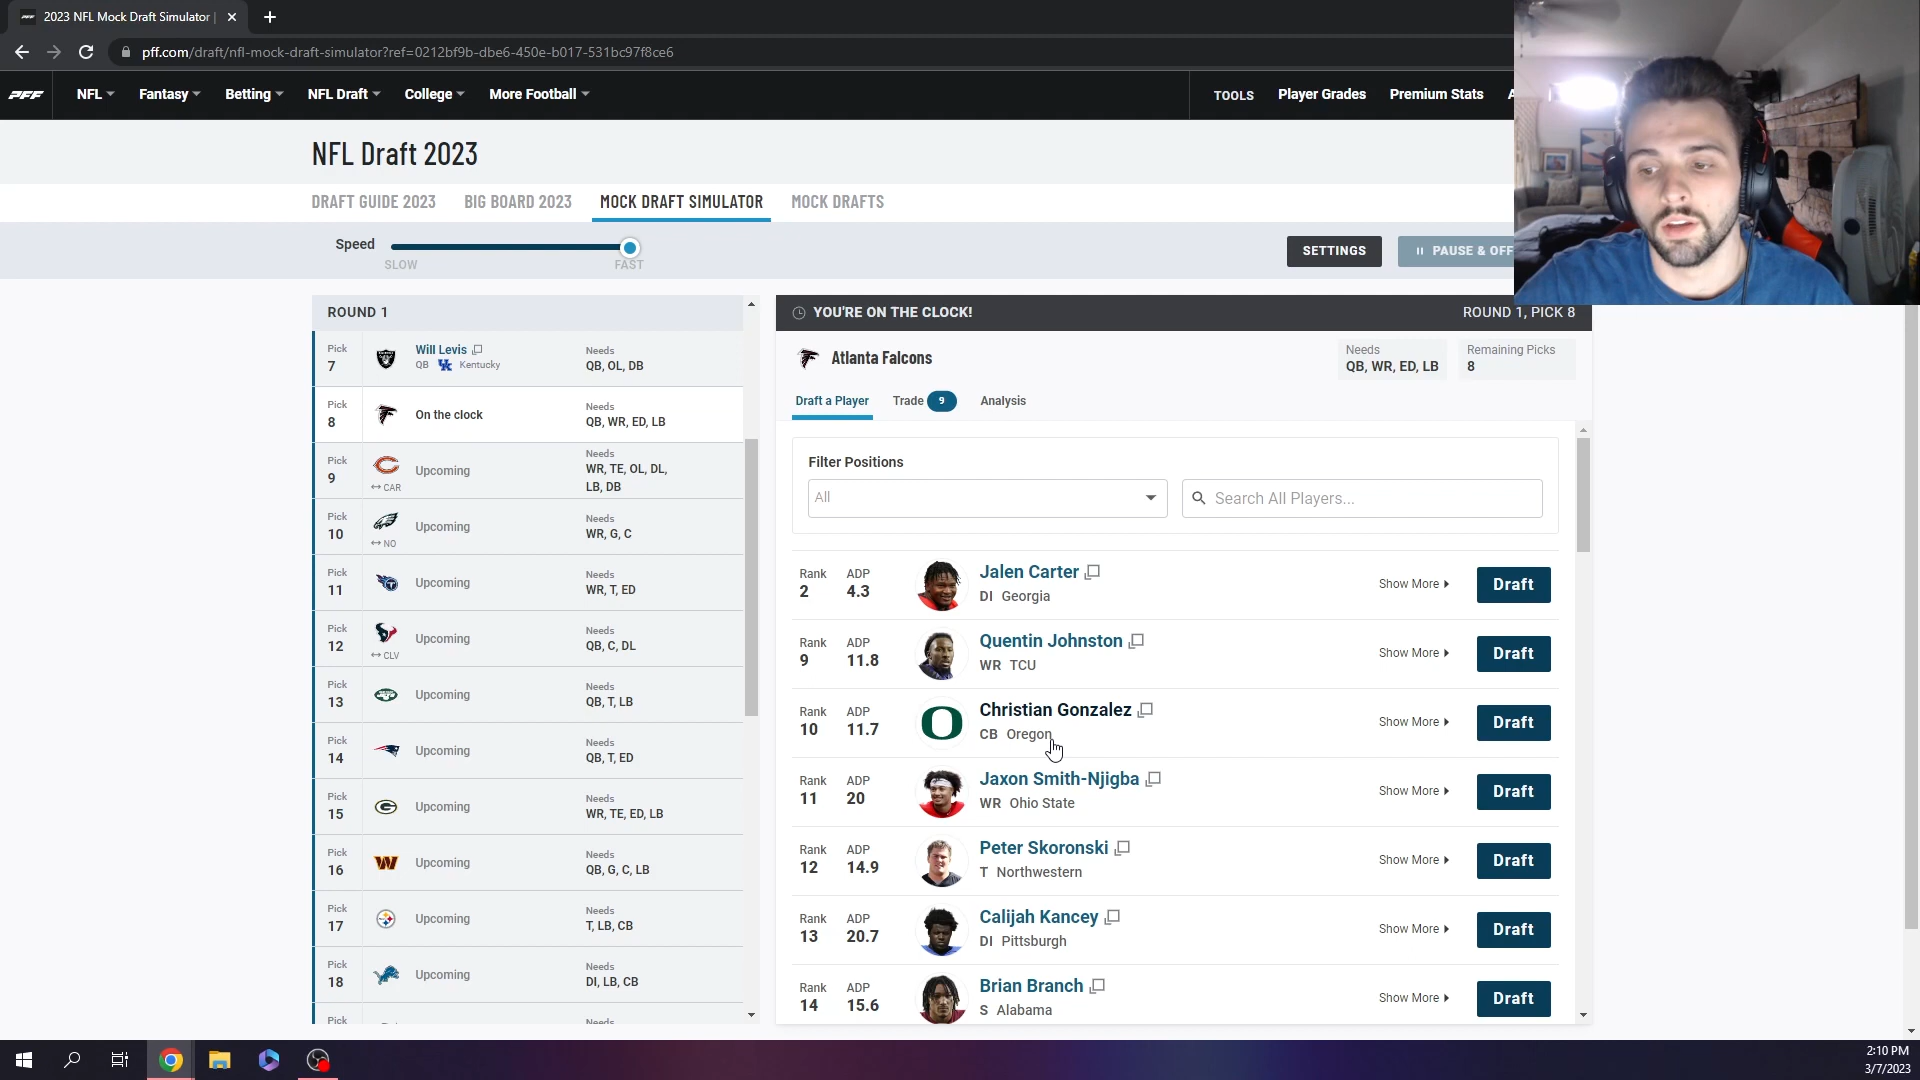 2023 NFL Mock Draft Simulator |
pff.com/draft/nfl-mock-draft-simulator?ref=0212bf9b-dbe6-450e-b017-531bc97f8ce6
PFF NFL Fantasy Betting NFL Draft College More Football TOOLS Player Grades Premium Stats
NFL Draft 2023
DRAFT GUIDE 2023 BIG BOARD 2023 MOCK DRAFT SIMULATOR MOCK DRAFTS
Speed
SLOW FAST
SETTINGS PAUSE & OFF
ROUND 1
Pick 7 Will Levis Needs
QB Kentucky QB, OL, DB
Pick 8 On the clock Needs
QB, WR, ED, LB
Pick 9 CAR Upcoming Needs
WR, TE, OL, DL,
LB, DB
Pick 10 NO Upcoming Needs
WR, G, C
Pick 11 Upcoming Needs
WR, T, ED
Pick 12 CLV Upcoming Needs
QB, C, DL
Pick 13 Upcoming Needs
QB, T, LB
Pick 14 Upcoming Needs
QB, T, ED
Pick 15 Upcoming Needs
WR, TE, ED, LB
Pick 16 Upcoming Needs
QB, G, C, LB
Pick 17 Upcoming Needs
T, LB, CB
Pick 18 Upcoming Needs
DI, LB, CB
Pick Needs
YOU'RE ON THE CLOCK! ROUND 1, PICK 8
Atlanta Falcons
Needs
QB, WR, ED, LB
Remaining Picks
8
Draft a Player Trade 9 Analysis
Filter Positions
All
Search All Players...
Rank 2 ADP 4.3 Jalen Carter
DI Georgia
Show More Draft
Rank 9 ADP 11.8 Quentin Johnston
WR TCU
Show More Draft
Rank 10 ADP 11.7 Christian Gonzalez
CB Oregon
Show More Draft
Rank 11 ADP 20 Jaxon Smith-Njigba
WR Ohio State
Show More Draft
Rank 12 ADP 14.9 Peter Skoronski
T Northwestern
Show More Draft
Rank 13 ADP 20.7 Calijah Kancey
DI Pittsburgh
Show More Draft
Rank 14 ADP 15.6 Brian Branch
S Alabama
Show More Draft
2:10 PM
3/7/2023